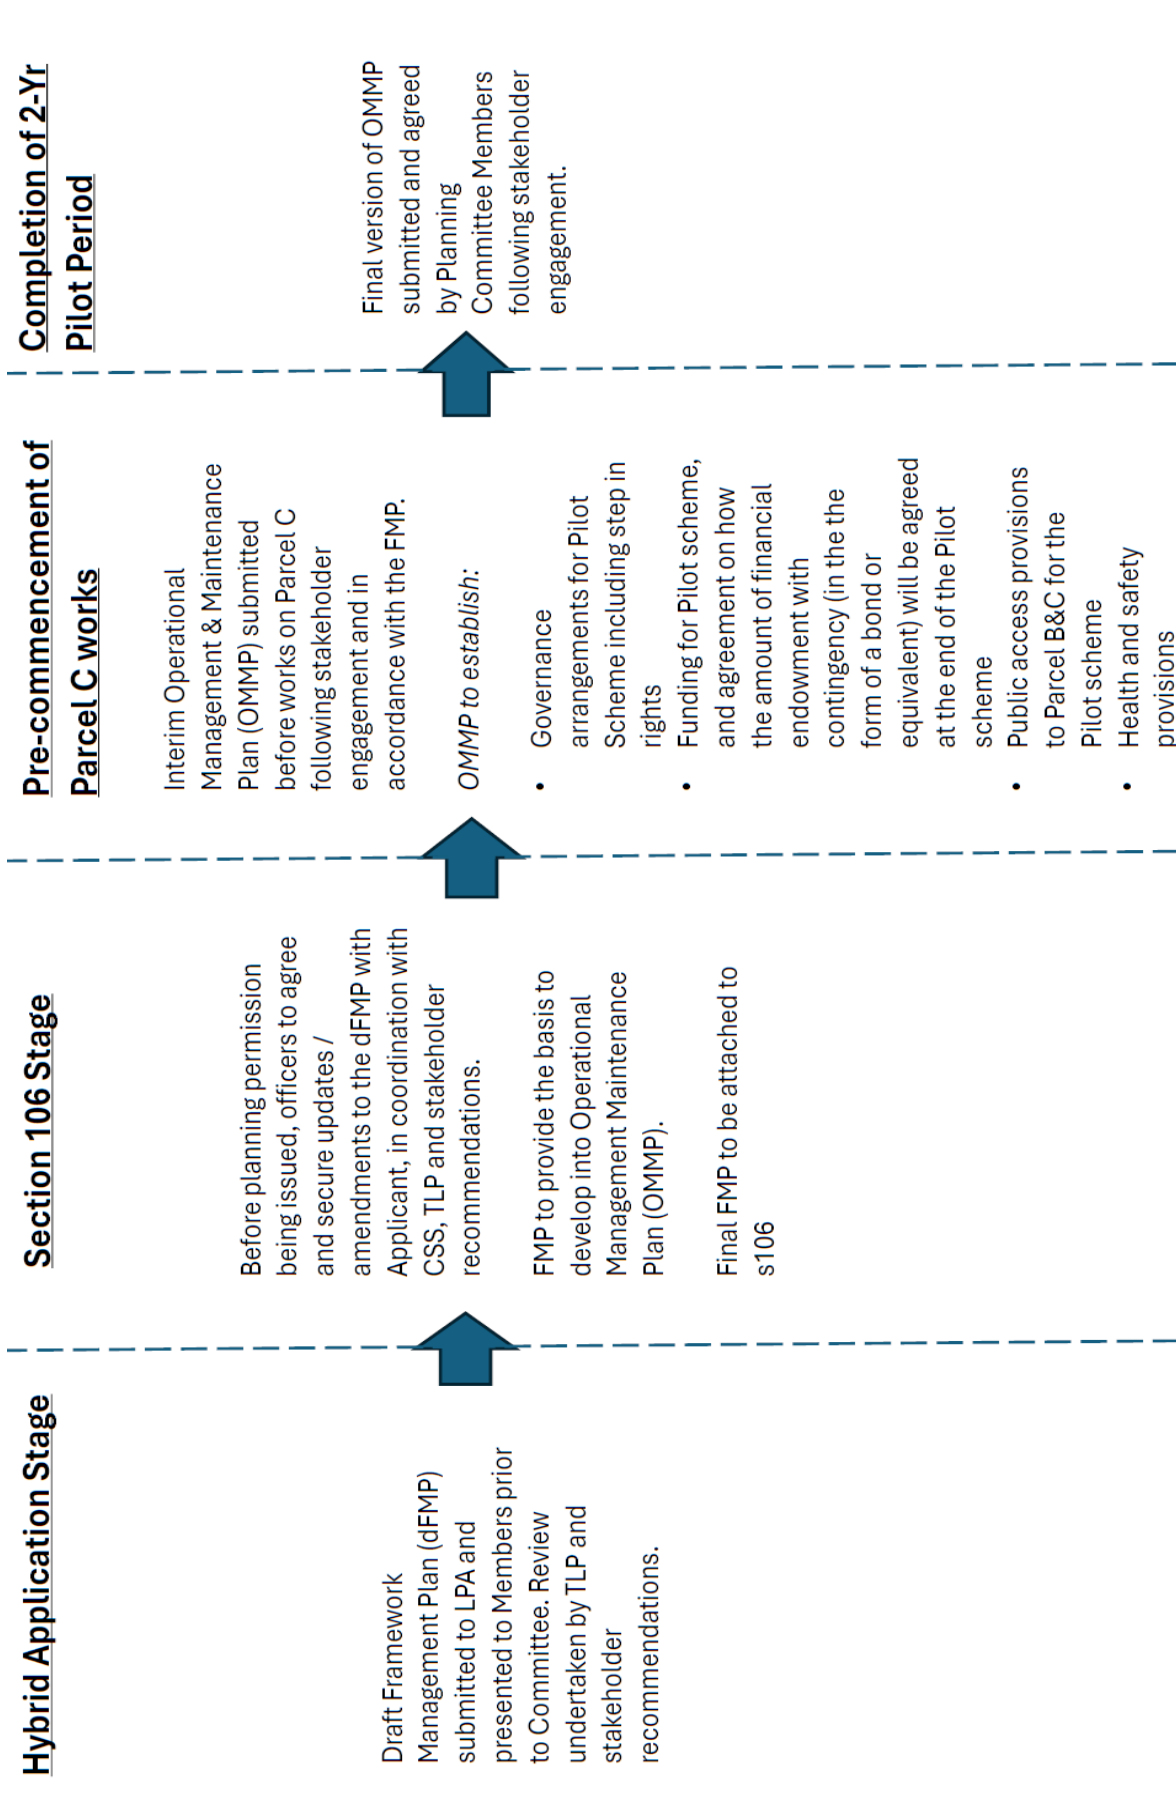 Hybrid Application Stage
Draft Framework
Management Plan (dFMP)
submitted to LPA and
presented to Members prior
to Committee. Review
undertaken by TLP and
stakeholder
recommendations.
Section 106 Stage
Before planning permission
being issued, officers to agree
and secure updates /
amendments to the dFMP with
Applicant, in coordination with
CSS, TLP and stakeholder
recommendations.
FMP to provide the basis to
develop into Operational
Management Maintenance
Plan (OMMP).
Final FMP to be attached to
s106
Pre-commencement of
Parcel C works
Interim Operational
Management & Maintenance
Plan (OMMP) submitted
before works on Parcel C
following stakeholder
engagement and in
accordance with the FMP.
OMMP to establish:
• Governance
arrangements for Pilot
Scheme including step in
rights
• Funding for Pilot scheme,
and agreement on how
the amount of financial
endowment with
contingency (in the the
form of a bond or
equivalent) will be agreed
at the end of the Pilot
scheme
• Public access provisions
to Parcel B&C for the
Pilot scheme
• Health and safety
provisions
Completion of 2-Yr
Pilot Period
Final version of OMMP
submitted and agreed
by Planning
Committee Members
following stakeholder
engagement.